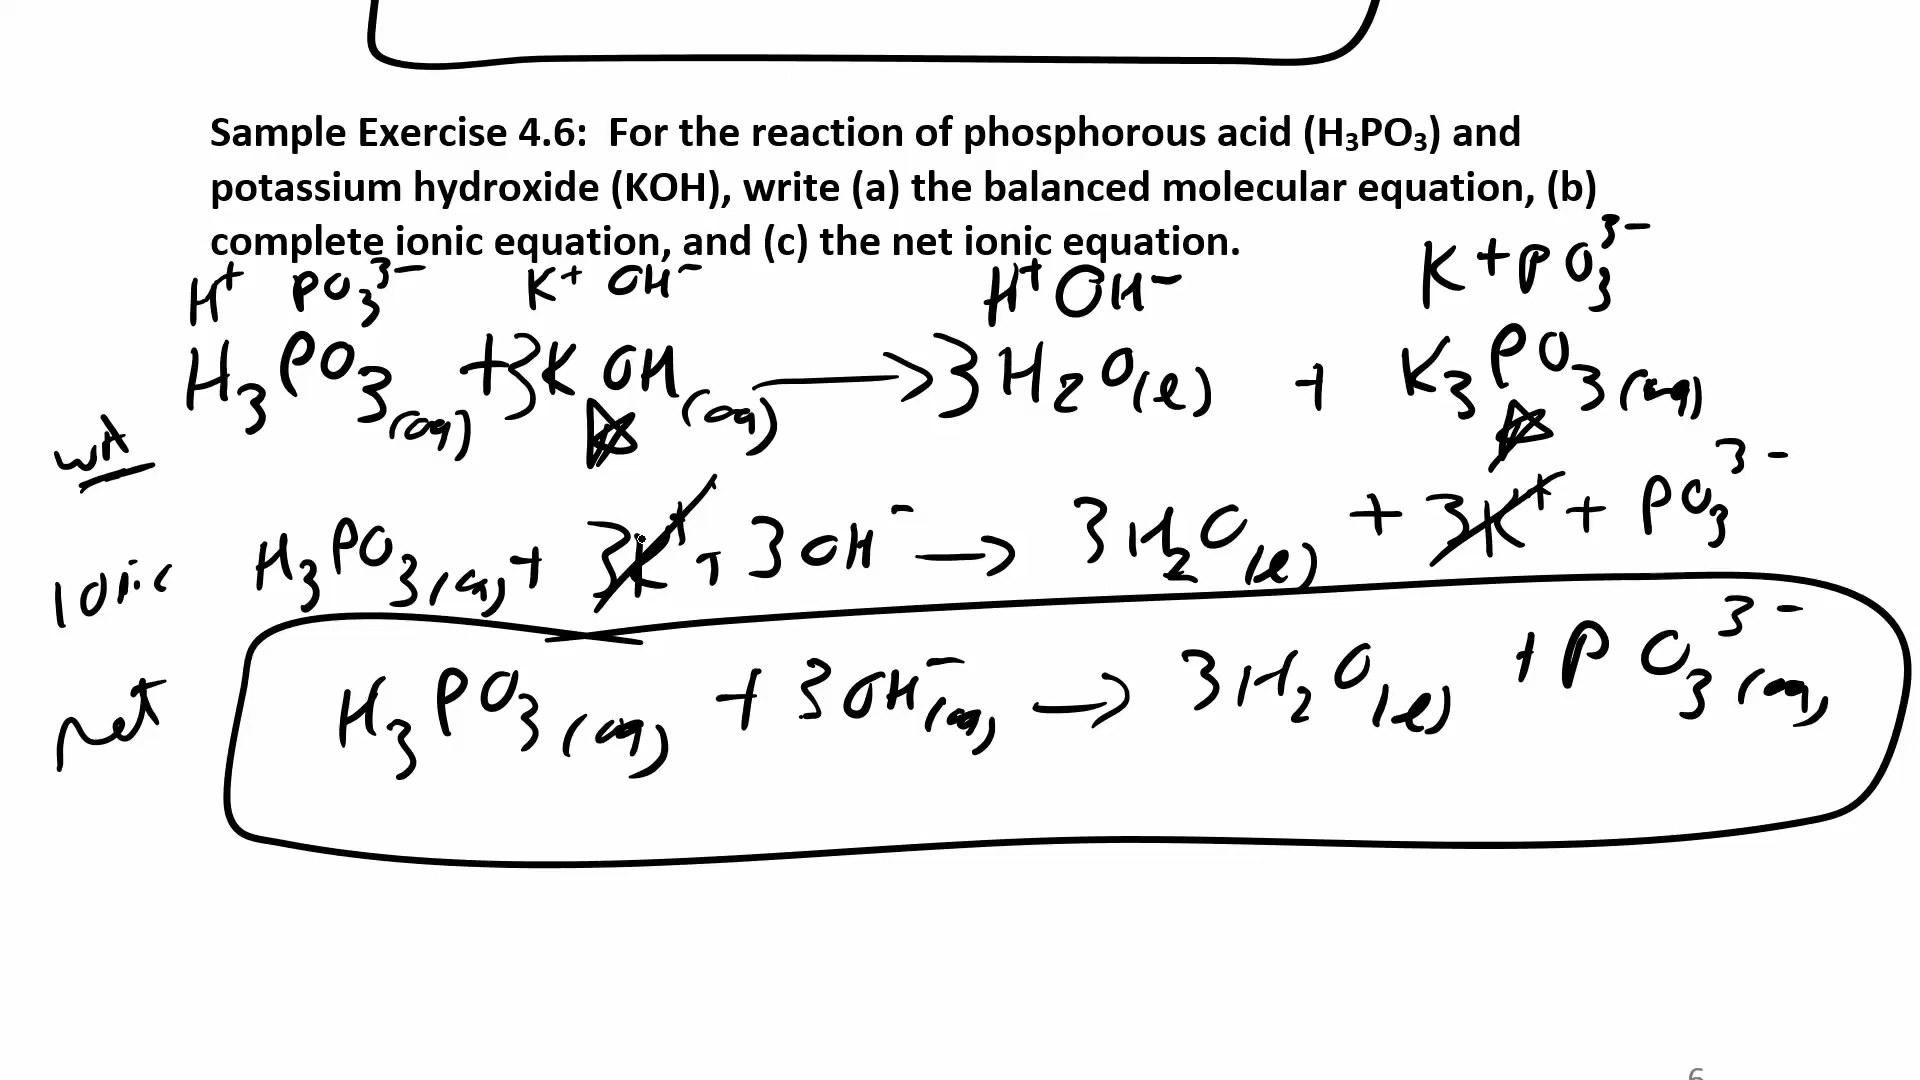 Sample Exercise 4.6: For the reaction of phosphorous acid (H₃PO₃) and
potassium hydroxide (KOH), write (a) the balanced molecular equation, (b)
complete ionic equation, and (c) the net ionic equation.
H⁺ PO₃³⁻ K⁺ OH⁻ H⁺ OH⁻ K⁺ PO₃³⁻
H₃PO₃(aq) + 3KOH(aq) → 3H₂O(l) + K₃PO₃(aq)
WA
Ionic H₃PO₃(aq) + 3K⁺ + 3OH⁻ → 3H₂O(l) + 3K⁺ + PO₃³⁻
net H₃PO₃(aq) + 3OH⁻(aq) → 3H₂O(l) + PO₃³⁻(aq)